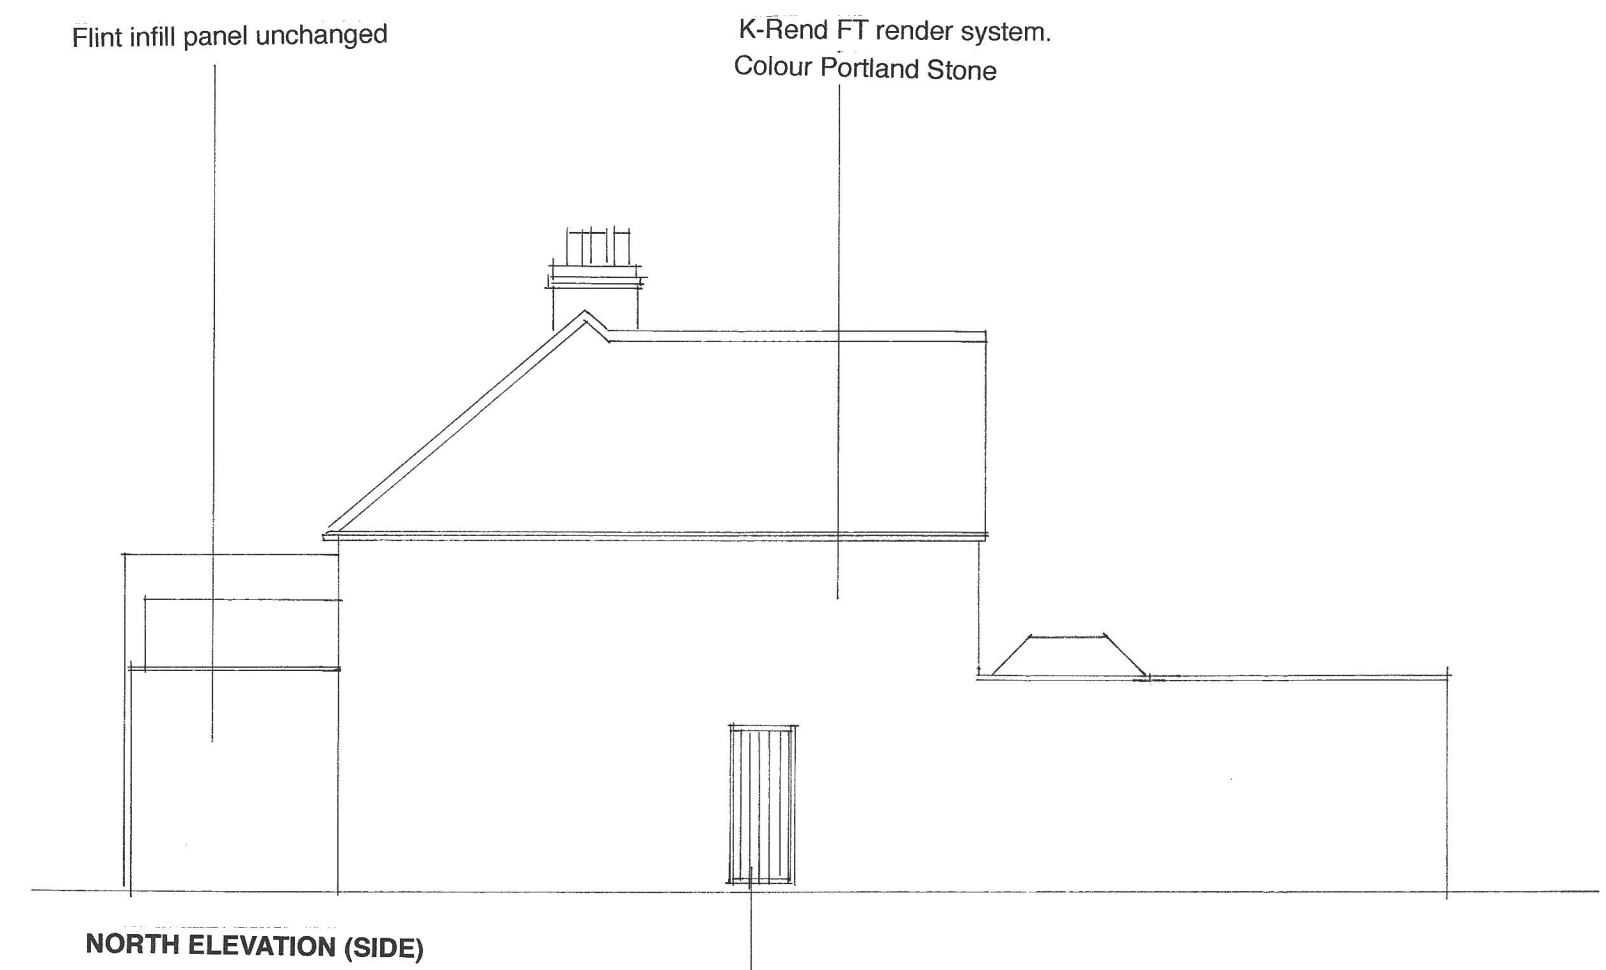 Flint infill panel unchanged
K-Rend FT render system.
Colour Portland Stone
NORTH ELEVATION (SIDE)